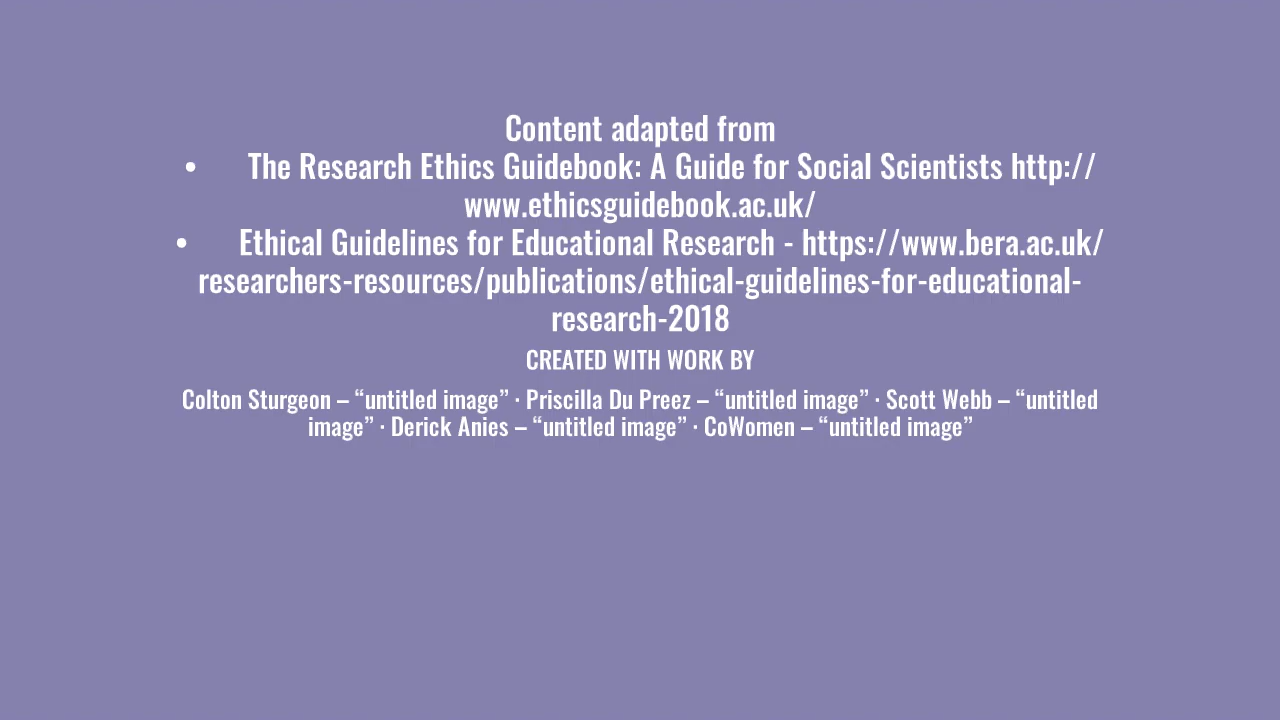 Content adapted from
• The Research Ethics Guidebook: A Guide for Social Scientists http://
www.ethicsguidebook.ac.uk/
• Ethical Guidelines for Educational Research - https://www.bera.ac.uk/
researchers-resources/publications/ethical-guidelines-for-educational-
research-2018
CREATED WITH WORK BY
Colton Sturgeon – “untitled image” · Priscilla Du Preez – “untitled image” · Scott Webb – “untitled
image” · Derick Anies – “untitled image” · CoWomen – “untitled image”